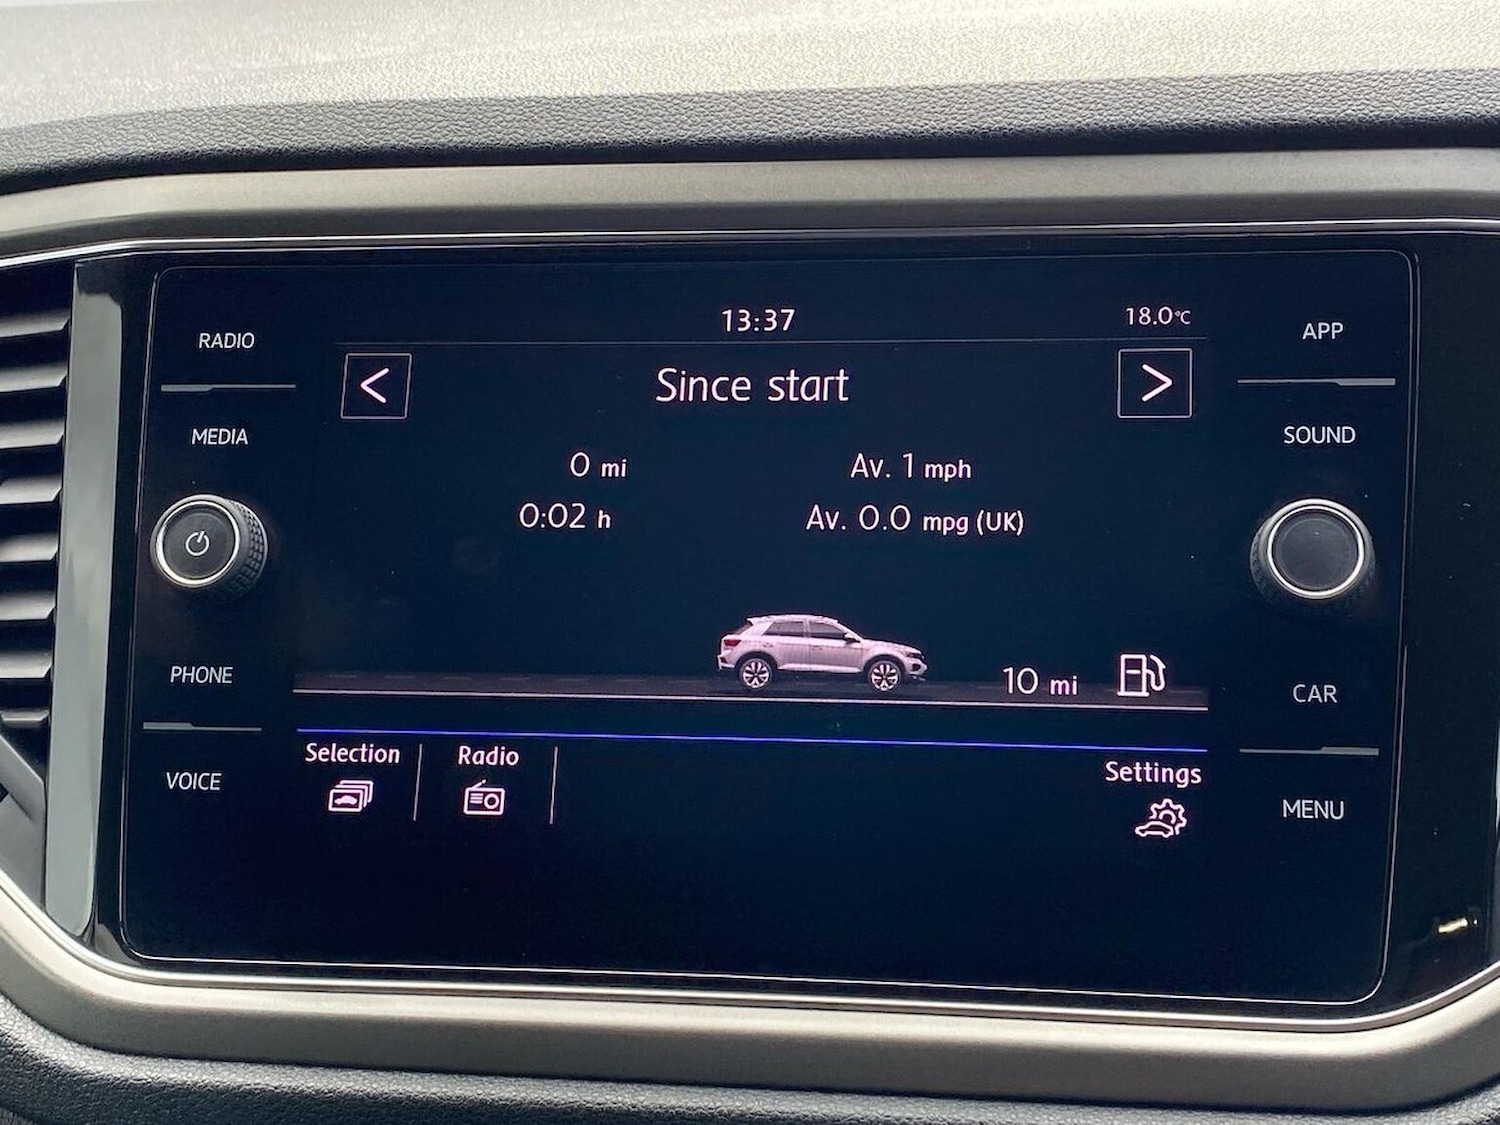 13:37
18.0°C
RADIO
APP
<
Since start
>
MEDIA
SOUND
0 mi
Av. 1 mph
0:02 h
Av. 0.0 mpg (UK)
PHONE
10 mi
CAR
Selection
Radio
Settings
VOICE
MENU